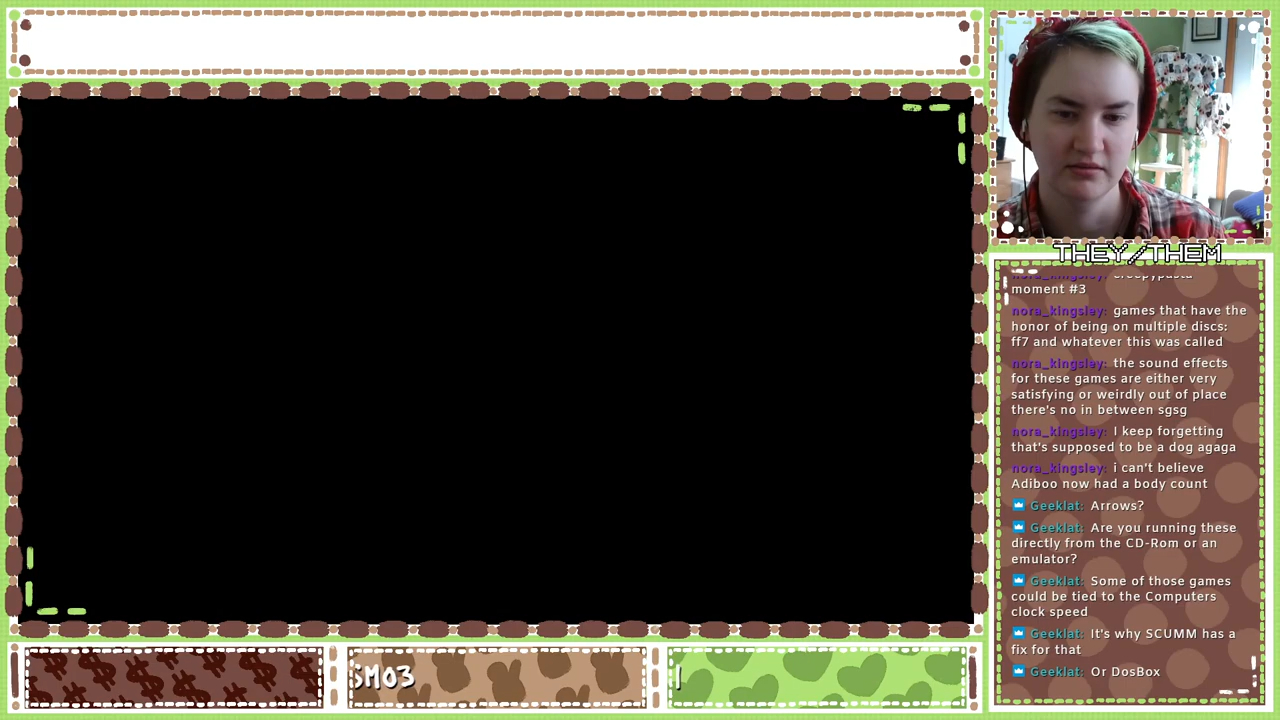 THEY/THEM
nora_kingsley: creepypasta
moment #3
nora_kingsley: games that have the
honor of being on multiple discs:
ff7 and whatever this was called
nora_kingsley: the sound effects
for these games are either very
satisfying or weirdly out of place
there's no in between sgsg
nora_kingsley: I keep forgetting
that's supposed to be a dog agaga
nora_kingsley: i can't believe
Adiboo now had a body count
Geeklat: Arrows?
Geeklat: Are you running these
directly from the CD-Rom or an
emulator?
Geeklat: Some of those games
could be tied to the Computers
clock speed
Geeklat: It's why SCUMM has a
fix for that
Geeklat: Or DosBox
SMO3